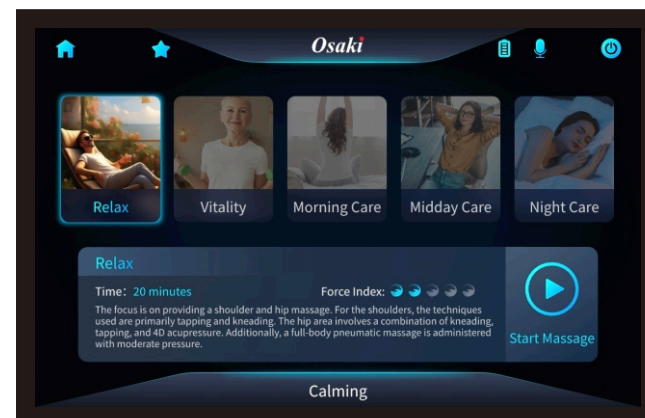 Osaki
Relax
Vitality
Morning Care
Midday Care
Night Care
Relax
Time: 20 minutes
Force Index:
The focus is on providing a shoulder and hip massage. For the shoulders, the techniques
used are primarily tapping and kneading. The hip area involves a combination of kneading,
tapping, and 4D acupressure. Additionally, a full-body pneumatic massage is administered
with moderate pressure.
Start Massage
Calming